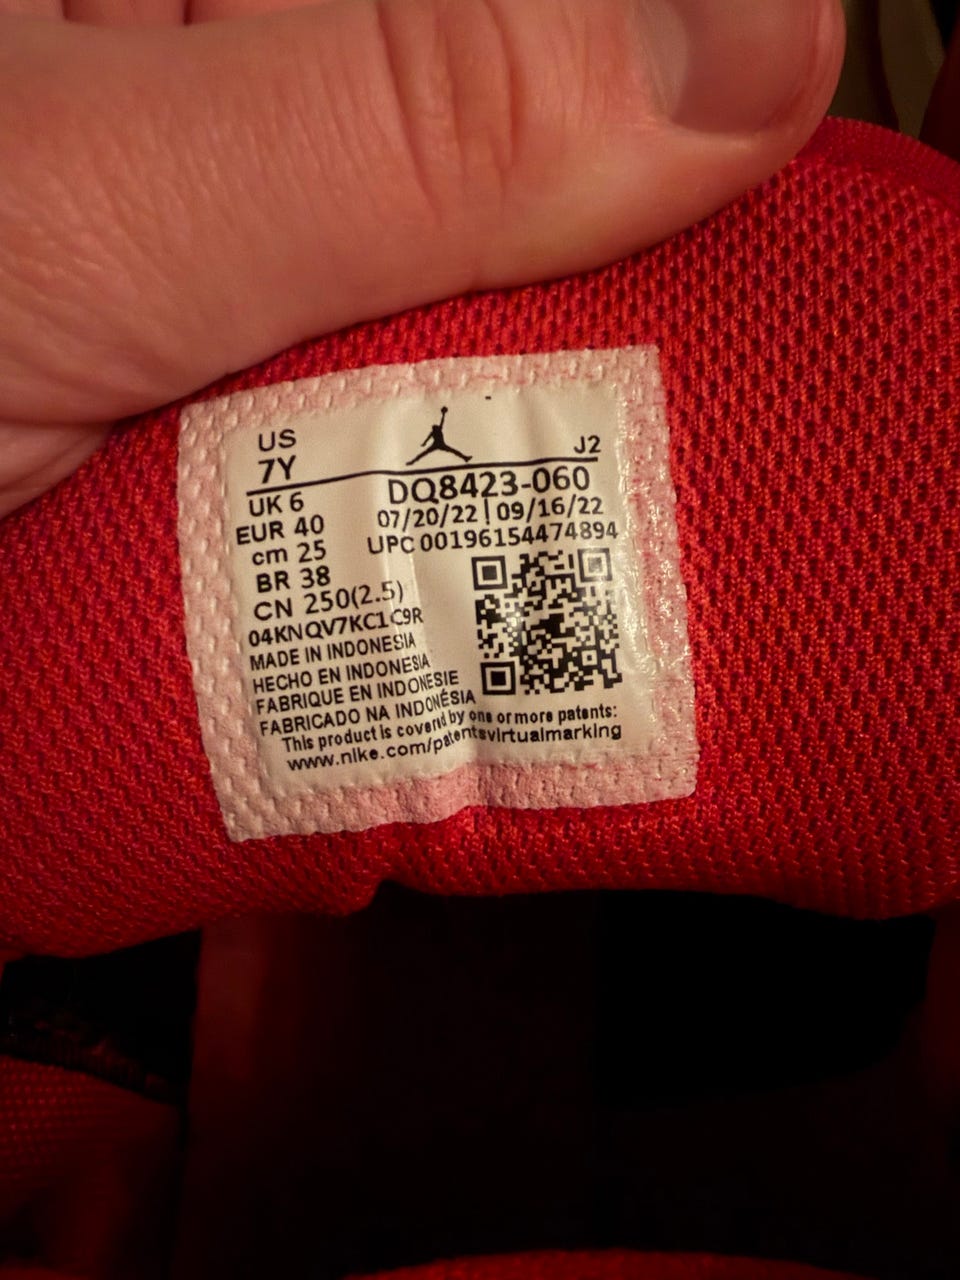 US
7Y
J2
UK 6
EUR 40
cm 25
BR 38
CN 250(2.5)
DQ8423-060
07/20/22 | 09/16/22
UPC 00196154474894
04KNQV7KC1C9R
MADE IN INDONESIA
HECHO EN INDONESIA
FABRIQUE EN INDONESIE
FABRICADO NA INDONÉSIA
This product is covered by one or more patents:
www.nike.com/patentsvirtualmarking